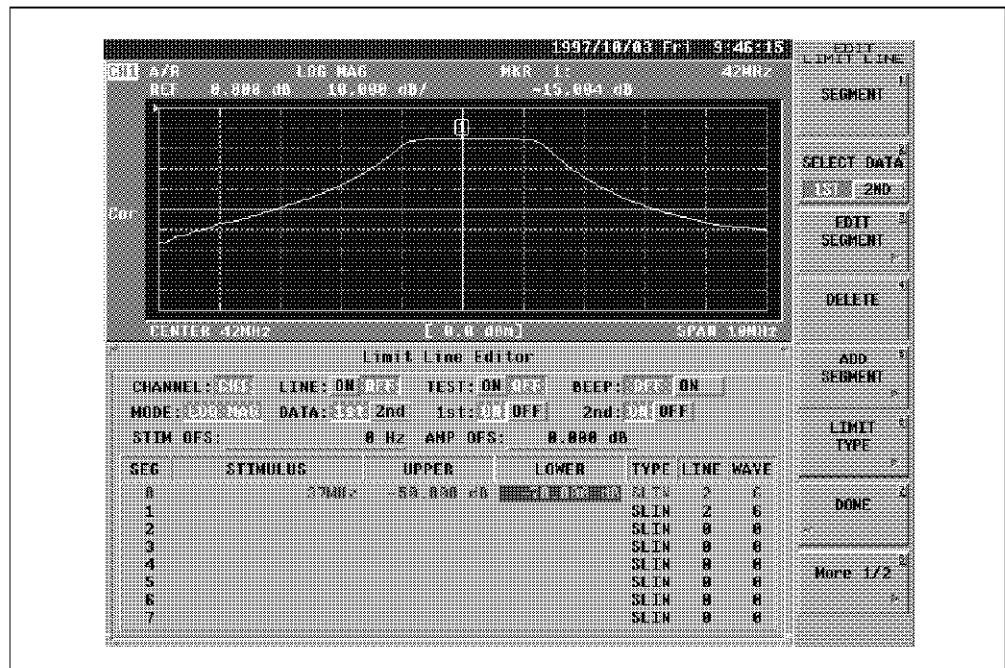 1997/10/03 Fri 9:46:15
CH1 A/R LOG MAG MKR 1: 42MHz
REF 0.000 dB 10.000 dB/ -15.094 dB
1
Cor
CENTER 42MHz [ 0.0 dBm] SPAN 10MHz
Limit Line Editor
CHANNEL: CH1 LINE: ON OFF TEST: ON OFF BEEP: OFF ON
MODE: LOG MAG DATA: 1st 2nd 1st: ON OFF 2nd: ON OFF
STIM OFS: 0 Hz AMP OFS: 0.000 dB
SEG STIMULUS UPPER LOWER TYPE LINE WAVE
0 37MHz -50.000 dB SLIN 2 6
1 SLIN 2 6
2 SLIN 0 0
3 SLIN 0 0
4 SLIN 0 0
5 SLIN 0 0
6 SLIN 0 0
7 SLIN 0 0
EDIT
LIMIT LINE
SEGMENT
SELECT DATA
1ST 2ND
EDIT
SEGMENT
DELETE
ADD
SEGMENT
LIMIT
TYPE
DONE
More 1/2